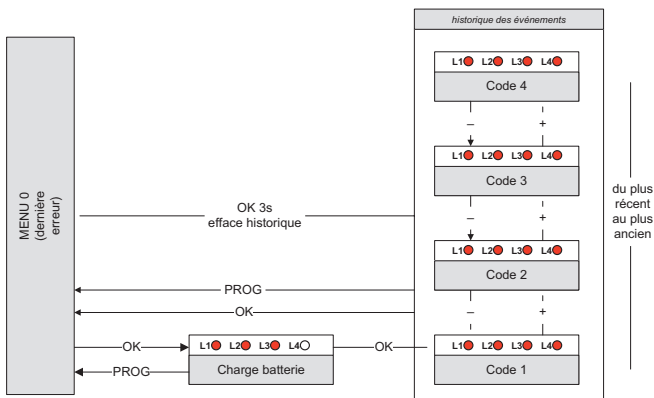 historique des événements
L1 L2 L3 L4
Code 4
– +
L1 L2 L3 L4
Code 3
– +
L1 L2 L3 L4
Code 2
– +
L1 L2 L3 L4
Code 1
du plus
récent
au plus
ancien
MENU 0
(dernière
erreur)
OK 3s
efface historique
PROG
OK
OK
L1 L2 L3 L4
Charge batterie
OK
PROG